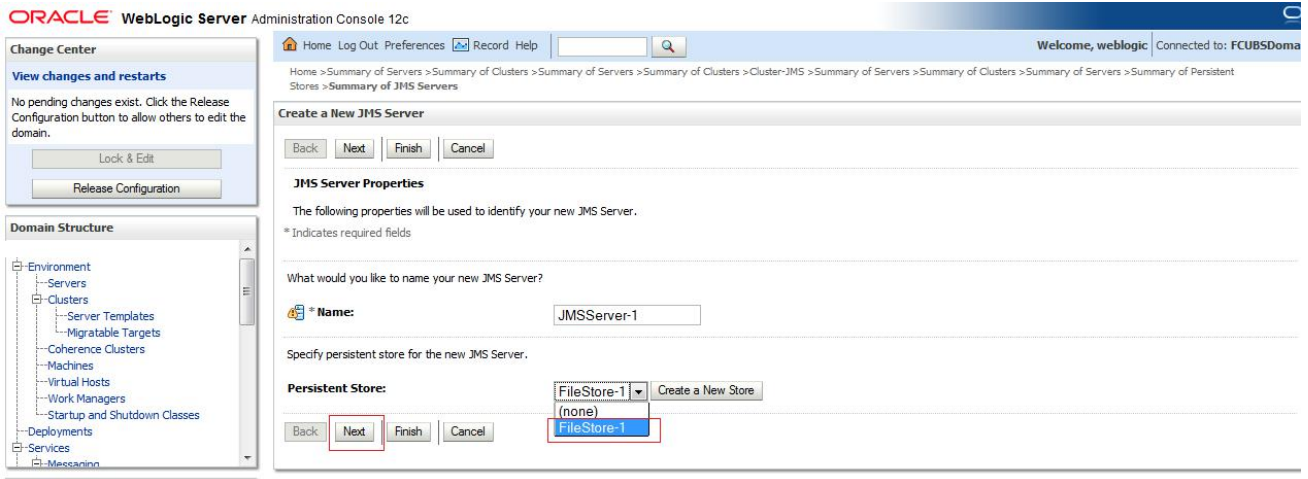 ORACLE WebLogic Server Administration Console 12c
Change Center
View changes and restarts
No pending changes exist. Click the Release
Configuration button to allow others to edit the
domain.
Lock & Edit
Release Configuration
Domain Structure
Environment
Servers
Clusters
Server Templates
Migratable Targets
Coherence Clusters
Machines
Virtual Hosts
Work Managers
Startup and Shutdown Classes
Deployments
Services
Messaging
Home Log Out Preferences Record Help
Welcome, weblogic Connected to: FCUBSDoma
Home >Summary of Servers >Summary of Clusters >Summary of Servers >Summary of Clusters >Cluster-JMS >Summary of Servers >Summary of Clusters >Summary of Servers >Summary of Persistent
Stores >Summary of JMS Servers
Create a New JMS Server
Back Next Finish Cancel
JMS Server Properties
The following properties will be used to identify your new JMS Server.
* Indicates required fields
What would you like to name your new JMS Server?
* Name: JMSServer-1
Specify persistent store for the new JMS Server.
Persistent Store: FileStore-1 Create a New Store
(none)
FileStore-1
Back Next Finish Cancel